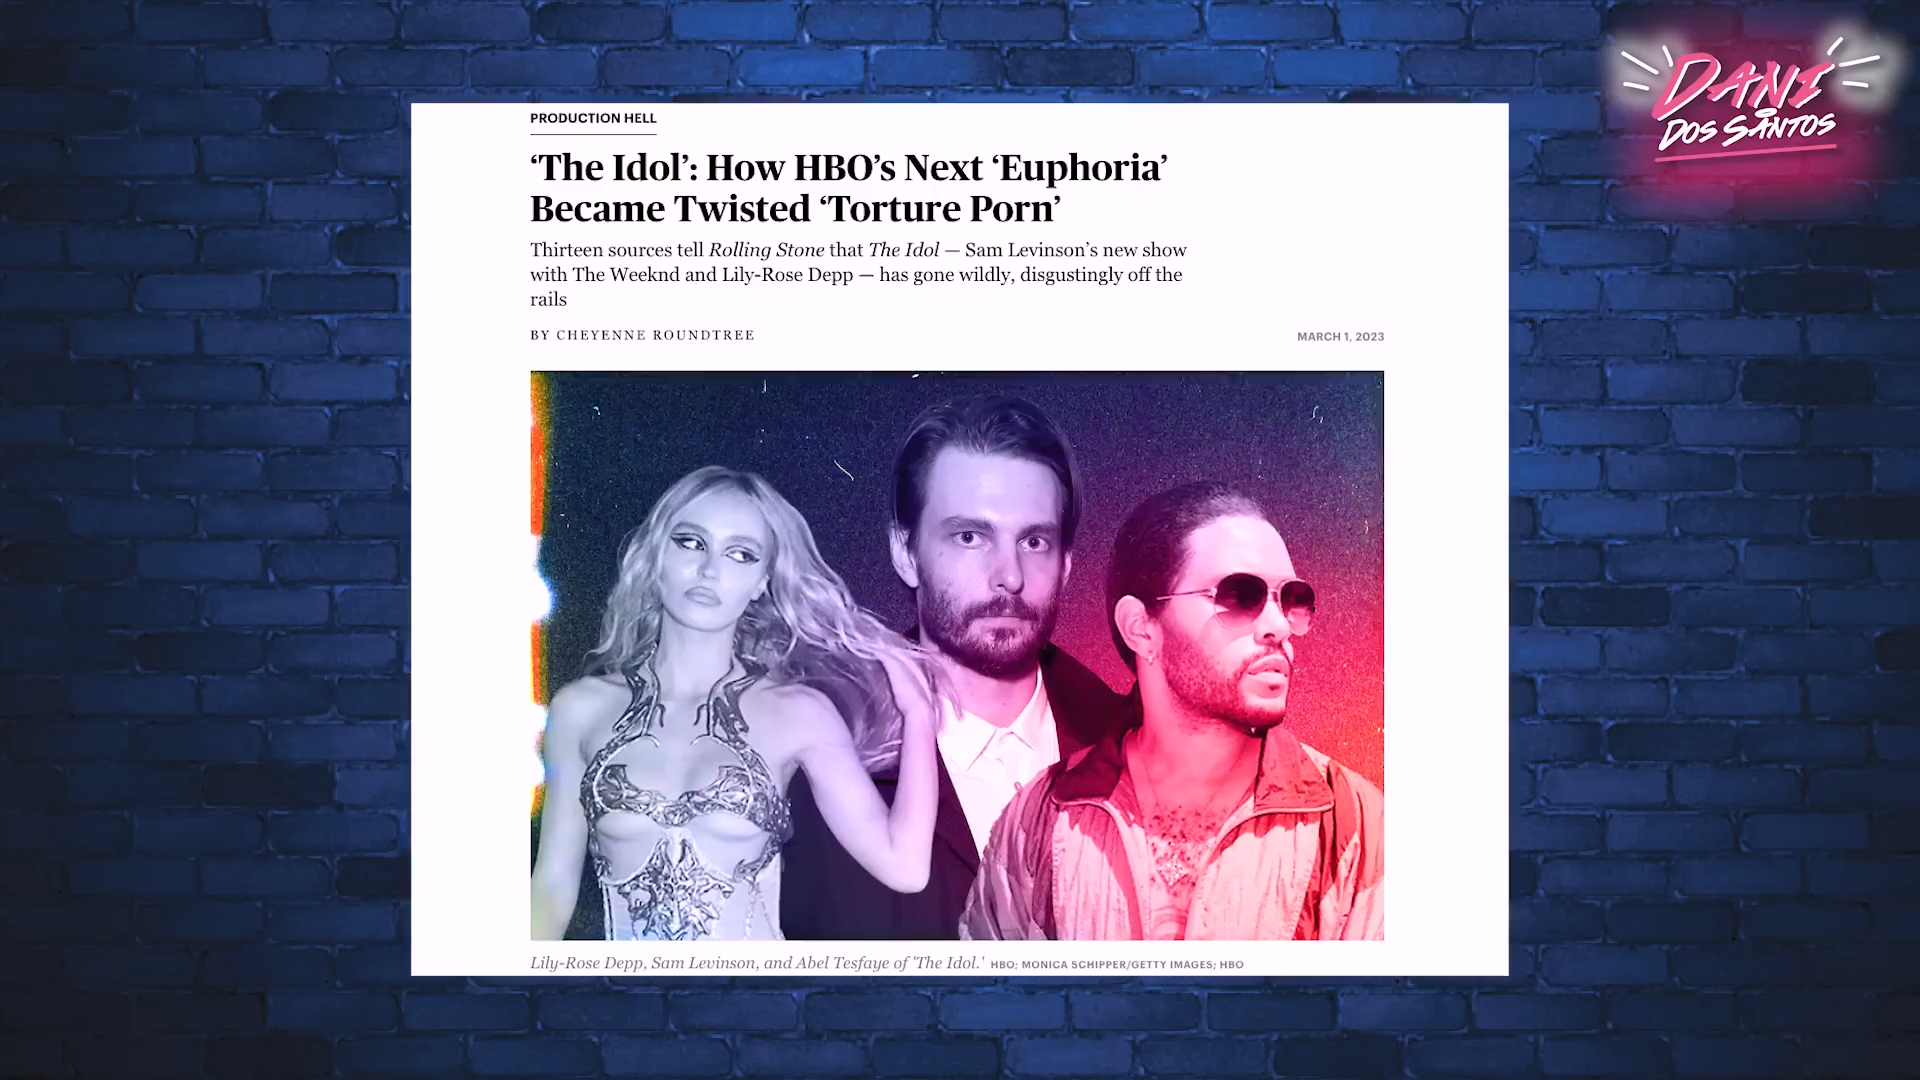 DANI
DOS SANTOS
PRODUCTION HELL
‘The Idol’: How HBO’s Next ‘Euphoria’
Became Twisted ‘Torture Porn’
Thirteen sources tell Rolling Stone that The Idol — Sam Levinson’s new show
with The Weeknd and Lily-Rose Depp — has gone wildly, disgustingly off the
rails
BY CHEYENNE ROUNDTREE
MARCH 1, 2023
Lily-Rose Depp, Sam Levinson, and Abel Tesfaye of 'The Idol.' HBO; MONICA SCHIPPER/GETTY IMAGES; HBO